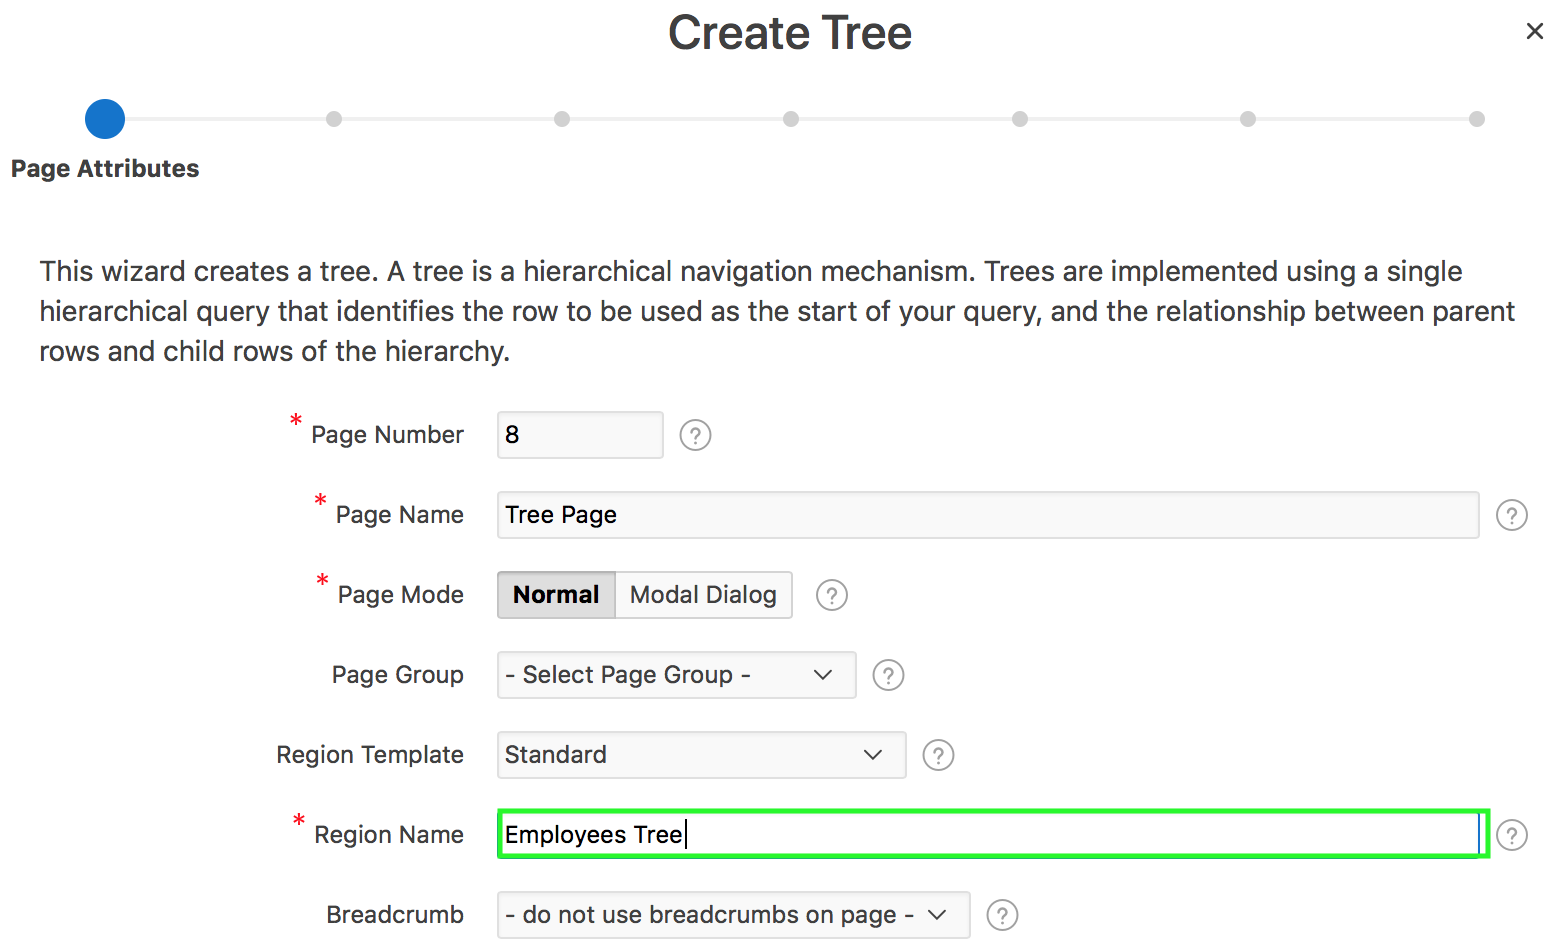 Create Tree
Page Attributes
This wizard creates a tree. A tree is a hierarchical navigation mechanism. Trees are implemented using a single
hierarchical query that identifies the row to be used as the start of your query, and the relationship between parent
rows and child rows of the hierarchy.
* Page Number 8 ?
* Page Name Tree Page ?
* Page Mode Normal Modal Dialog ?
Page Group - Select Page Group - ?
Region Template Standard ?
* Region Name Employees Tree ?
Breadcrumb - do not use breadcrumbs on page - ?